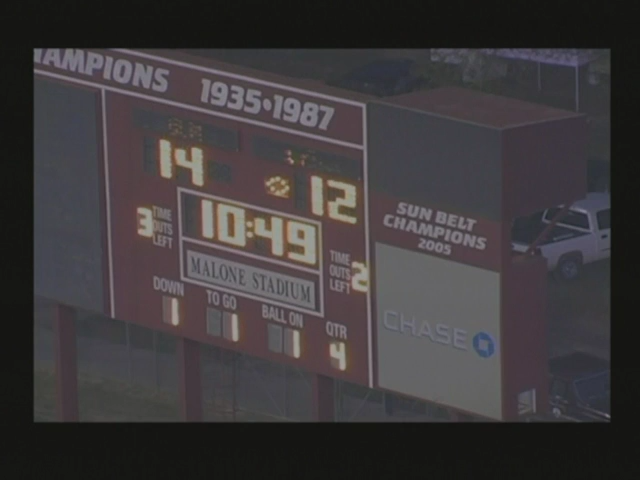 AMPIONS 1935•1987
14 12
10:49
3 TIME OUTS LEFT
TIME OUTS LEFT 2
MALONE STADIUM
DOWN TO GO BALL ON QTR
1 1 1 4
SUN BELT
CHAMPIONS
2005
CHASE